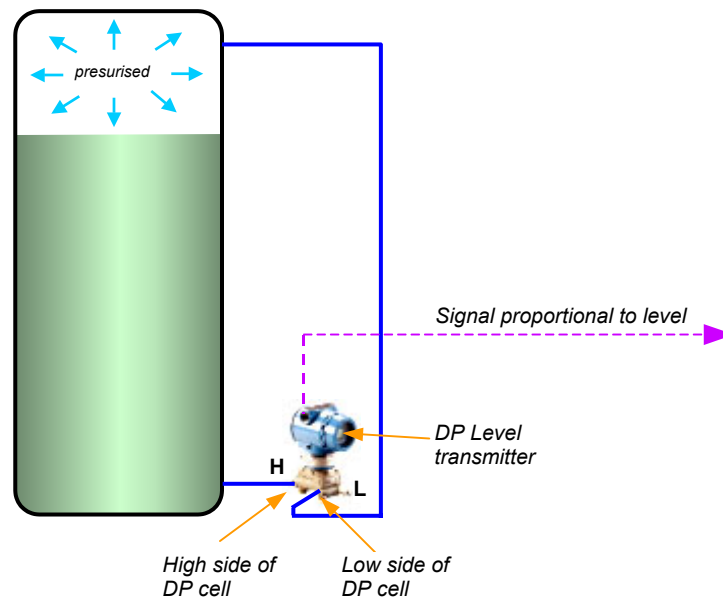 presurised
Signal proportional to level
DP Level
transmitter
H
L
High side of
DP cell
Low side of
DP cell